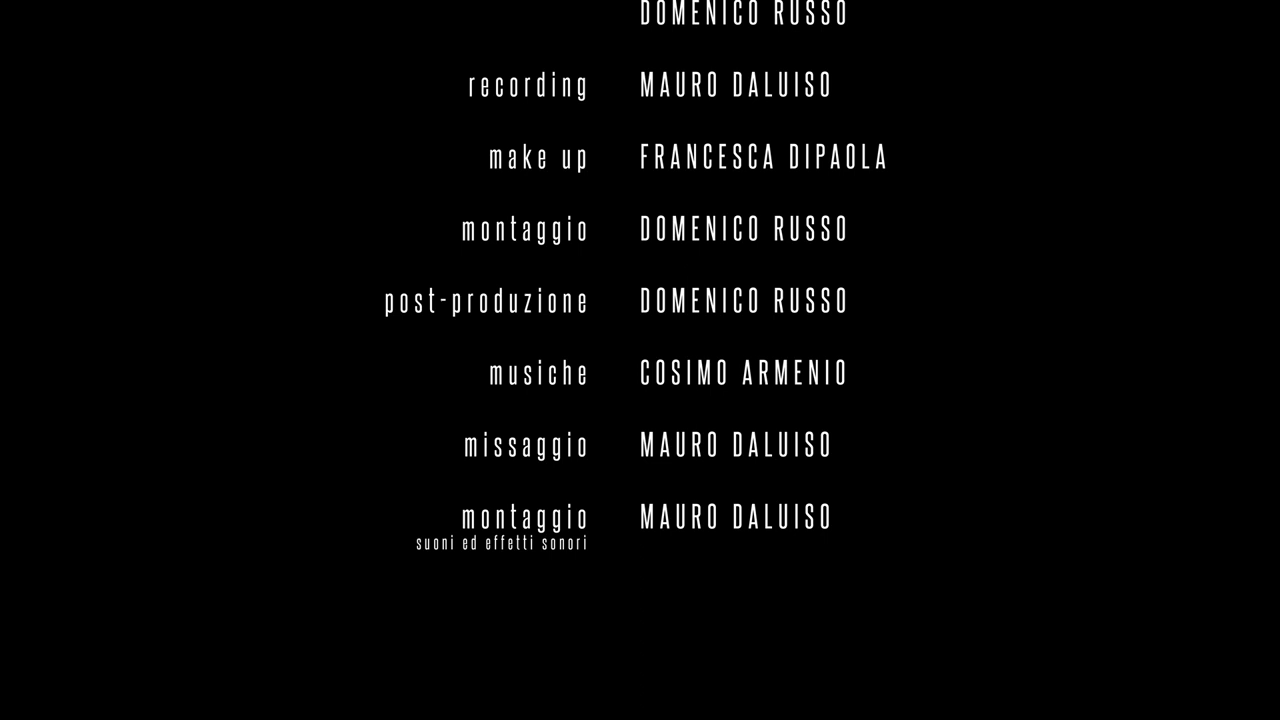 DOMENICO RUSSO
recording MAURO DALUISO
make up FRANCESCA DIPAOLA
montaggio DOMENICO RUSSO
post-produzione DOMENICO RUSSO
musiche COSIMO ARMENIO
missaggio MAURO DALUISO
montaggio MAURO DALUISO
suoni ed effetti sonori